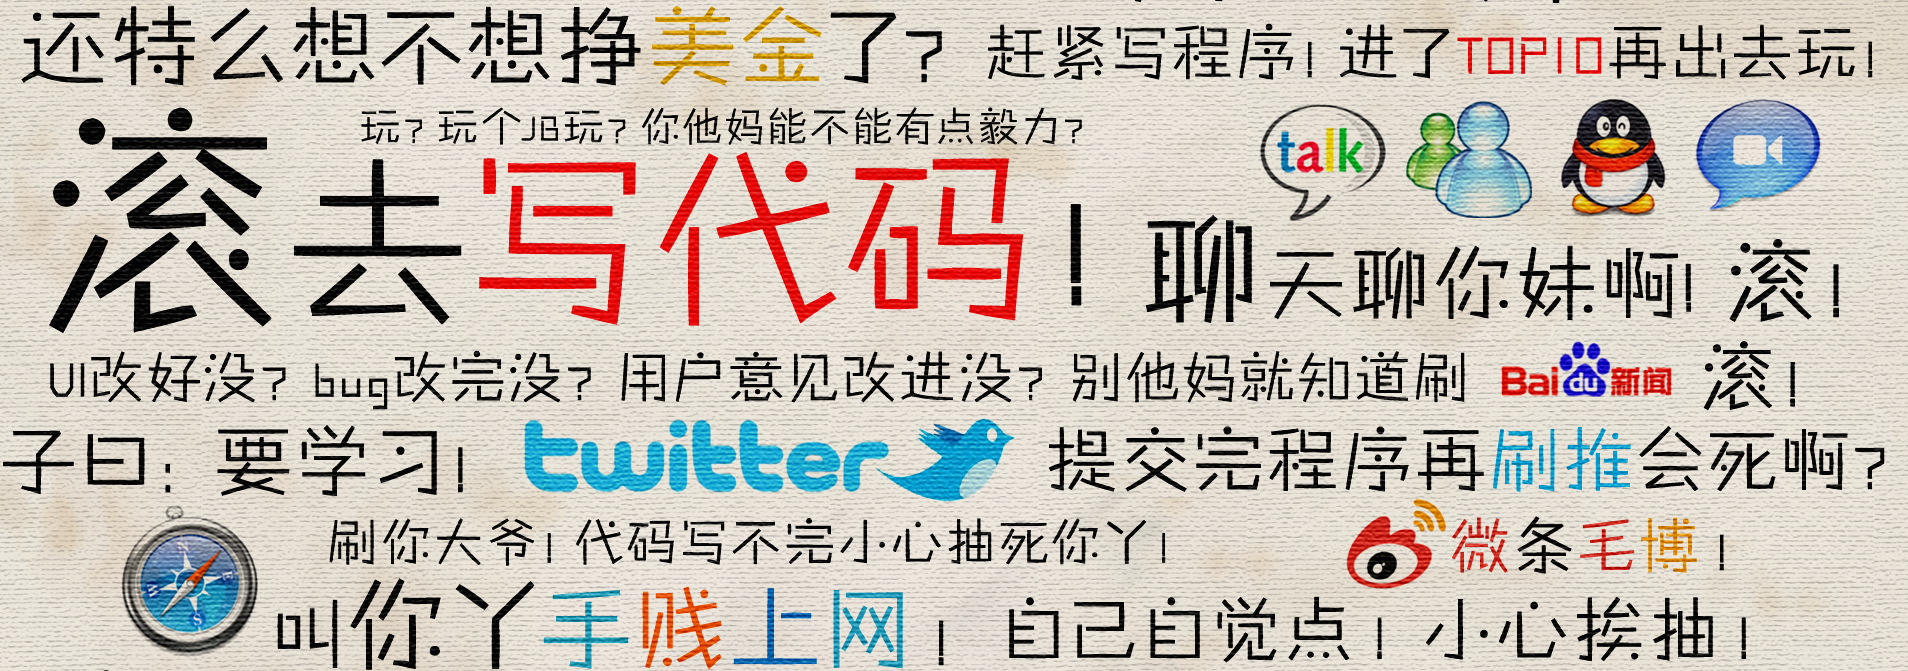 还特么想不想挣美金了? 赶紧写程序! 进了TOP10再出去玩!
玩? 玩个JB玩? 你他妈能不能有点毅力?
talk
滚去写代码!
聊天聊你妹啊! 滚!
UI改好没? bug改完没? 用户意见改进没? 别他妈就知道刷 Baidu新闻 滚!
子曰: 要学习! twitter 提交完程序再刷推会死啊?
刷你大爷! 代码写不完小心抽死你丫! 微条毛博!
叫你丫手贱上网! 自己自觉点! 小心挨抽!